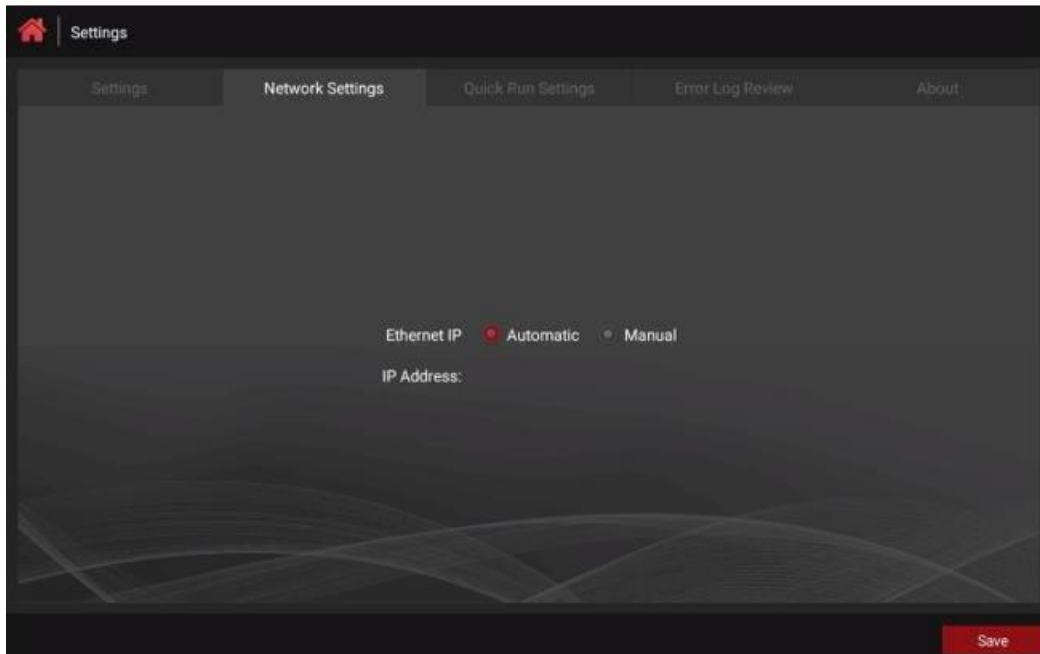 Settings
Settings Network Settings Quick Run Settings Error Log Review About
Ethernet IP Automatic Manual
IP Address:
Save